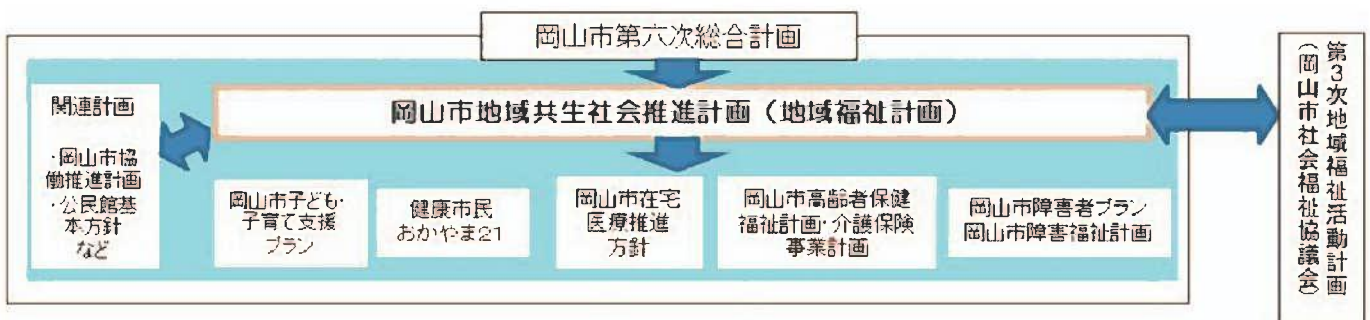 岡山市第六次総合計画
岡山市地域共生社会推進計画（地域福祉計画）
関連計画
・岡山市協
働推進計画
・公民館基
本方針
など
岡山市子ども・
子育て支援
プラン
健康市民
おかやま21
岡山市在宅
医療推進
方針
岡山市高齢者保健
福祉計画・介護保険
事業計画
岡山市障害者プラン
岡山市障害福祉計画
第3次地域福祉活動計画
（岡山市社会福祉協議会）